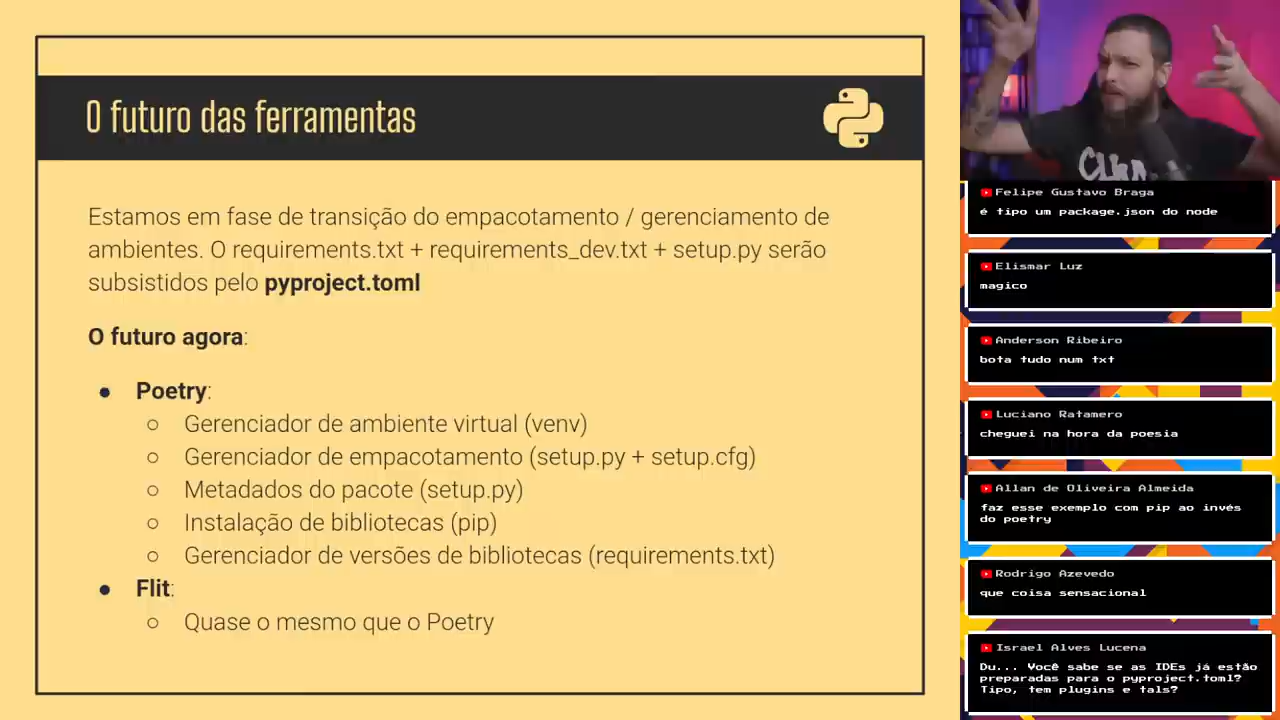 O futuro das ferramentas
Estamos em fase de transição do empacotamento / gerenciamento de
ambientes. O requirements.txt + requirements_dev.txt + setup.py serão
subsistidos pelo pyproject.toml
O futuro agora:
● Poetry:
○ Gerenciador de ambiente virtual (venv)
○ Gerenciador de empacotamento (setup.py + setup.cfg)
○ Metadados do pacote (setup.py)
○ Instalação de bibliotecas (pip)
○ Gerenciador de versões de bibliotecas (requirements.txt)
● Flit:
○ Quase o mesmo que o Poetry
Felipe Gustavo Braga
é tipo um package.json do node
Elismar Luz
magico
Anderson Ribeiro
bota tudo num txt
Luciano Ratamero
cheguei na hora da poesia
Allan de Oliveira Almeida
faz esse exemplo com pip ao invés
do poetry
Rodrigo Azevedo
que coisa sensacional
Israel Alves Lucena
Du... Você sabe se as IDEs já estão
preparadas para o pyproject.toml?
Tipo, tem plugins e tals?